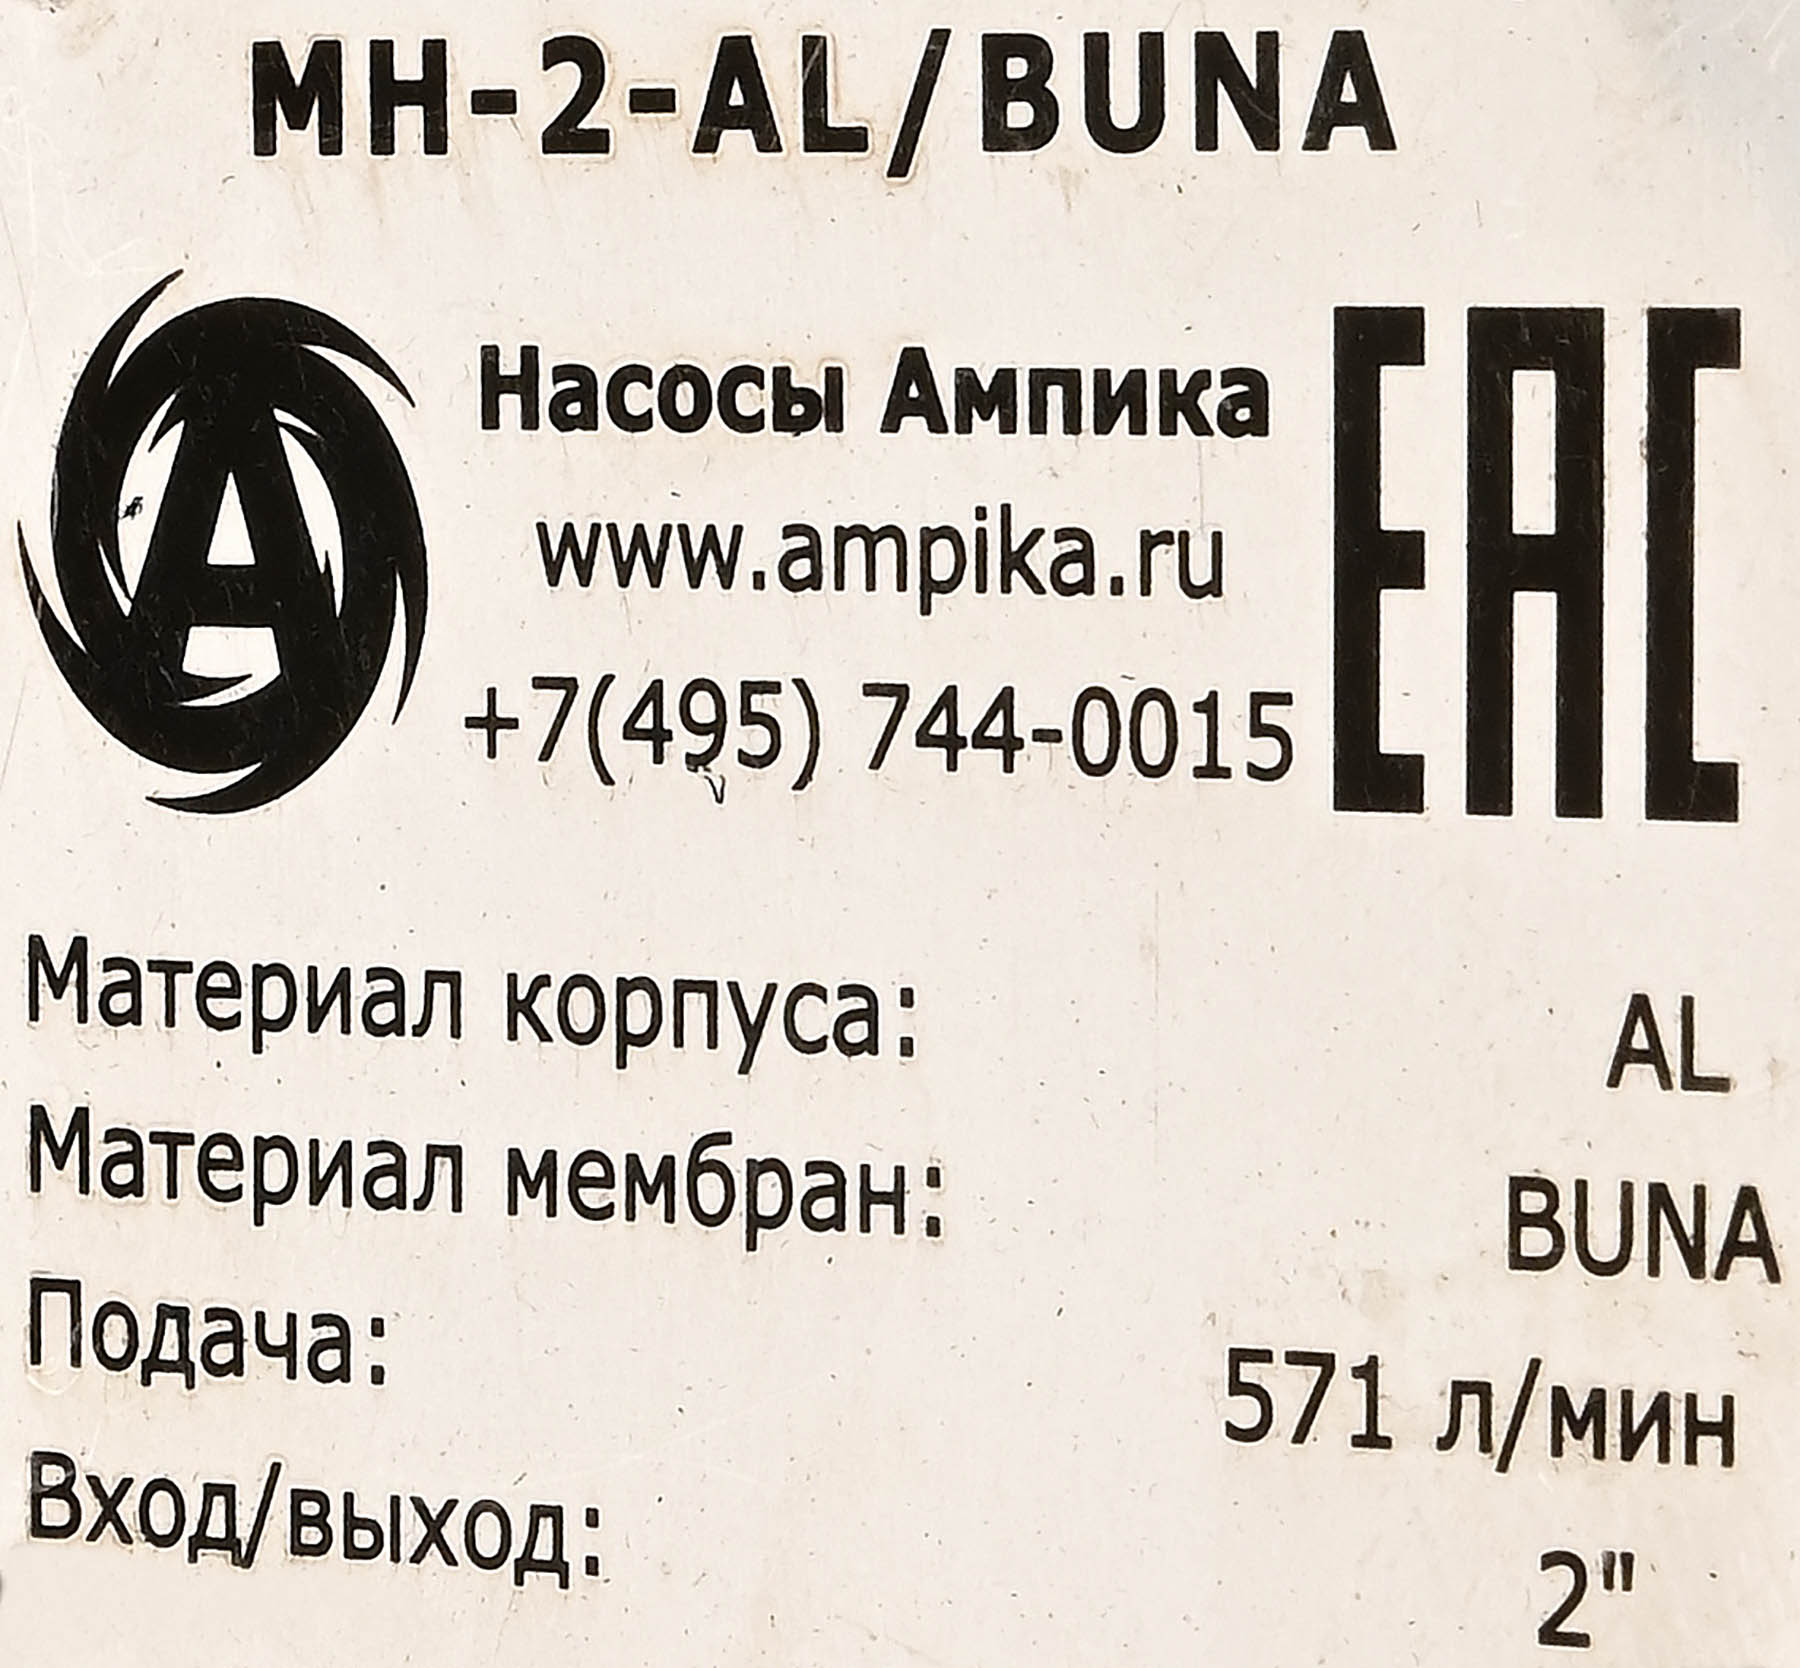 МН-2-AL/BUNA
Насосы Ампика
www.ampika.ru
+7(495) 744-0015
EAC
Материал корпуса: AL
Материал мембран: BUNA
Подача: 571 л/мин
Вход/выход: 2"